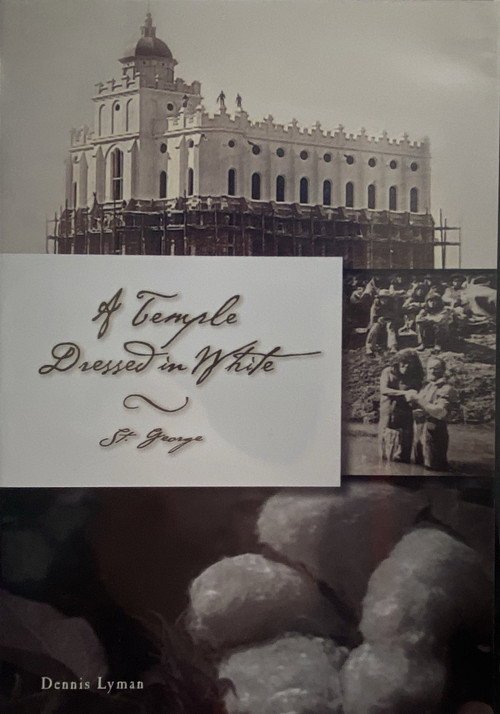 A Temple
Dressed in White
St. George
Dennis Lyman